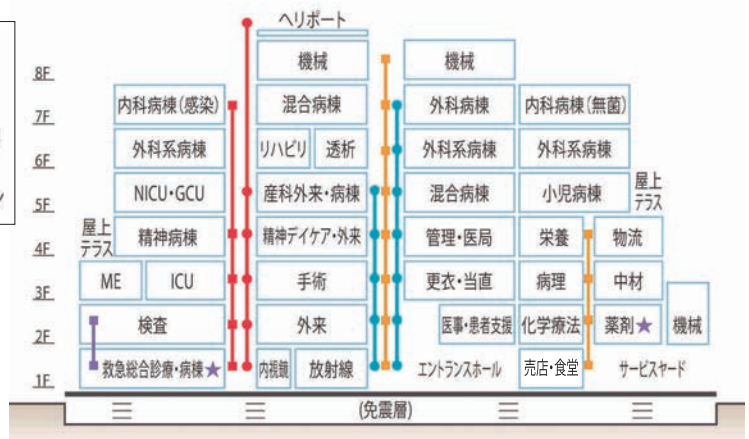 ヘリポート
8F
機械
機械
7F
内科病棟(感染)
混合病棟
外科病棟
内科病棟(無菌)
6F
外科系病棟
リハビリ
透析
外科系病棟
外科系病棟
5F
NICU・GCU
産科外来・病棟
混合病棟
小児病棟
屋上
テラス
4F
屋上
テラス
精神病棟
精神デイケア・外来
管理・医局
栄養
物流
3F
ME
ICU
手術
更衣・当直
病理
中材
2F
検査
外来
医事・患者支援
化学療法
薬剤★
機械
1F
救急総合診療・病棟★
内視鏡
放射線
エントランスホール
売店・食堂
サービスヤード
(免震層)